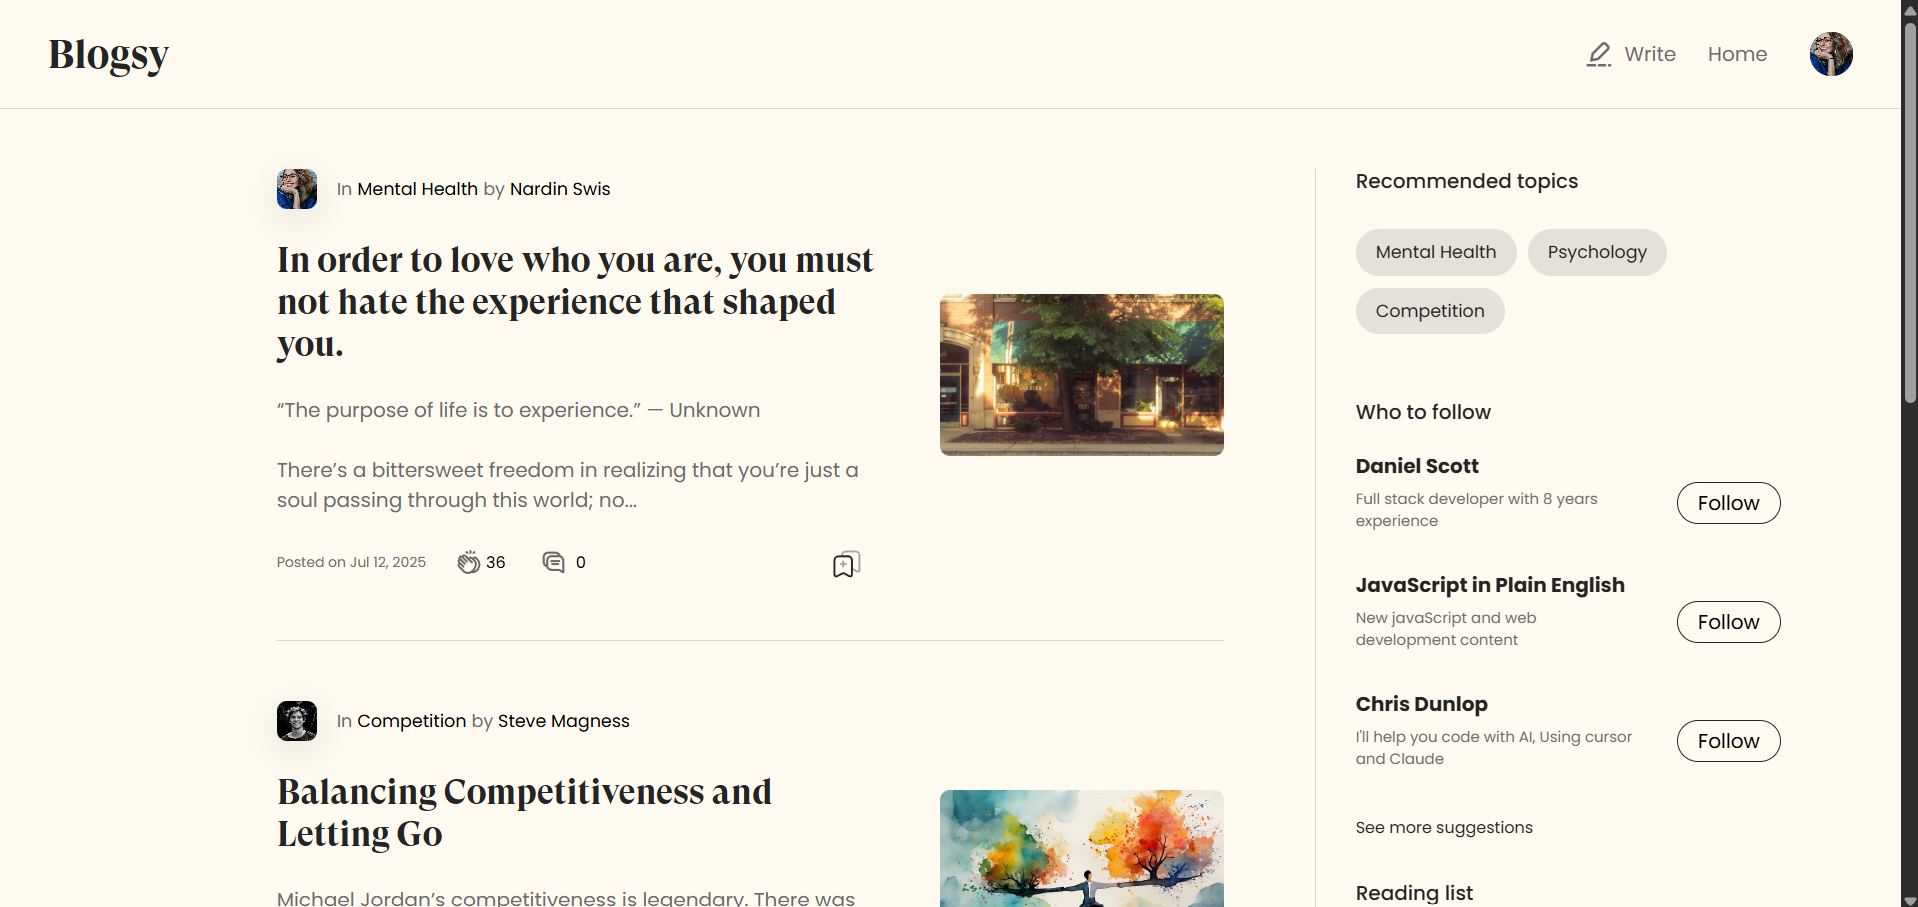 Blogsy
Write
Home
In Mental Health by Nardin Swis
In order to love who you are, you must
not hate the experience that shaped
you.
“The purpose of life is to experience.” — Unknown
There’s a bittersweet freedom in realizing that you’re just a
soul passing through this world; no...
Posted on Jul 12, 2025
36
0
In Competition by Steve Magness
Balancing Competitiveness and
Letting Go
Michael Jordan’s competitiveness is legendary. There was
Recommended topics
Mental Health
Psychology
Competition
Who to follow
Daniel Scott
Full stack developer with 8 years
experience
Follow
JavaScript in Plain English
New javaScript and web
development content
Follow
Chris Dunlop
I'll help you code with AI, Using cursor
and Claude
Follow
See more suggestions
Reading list